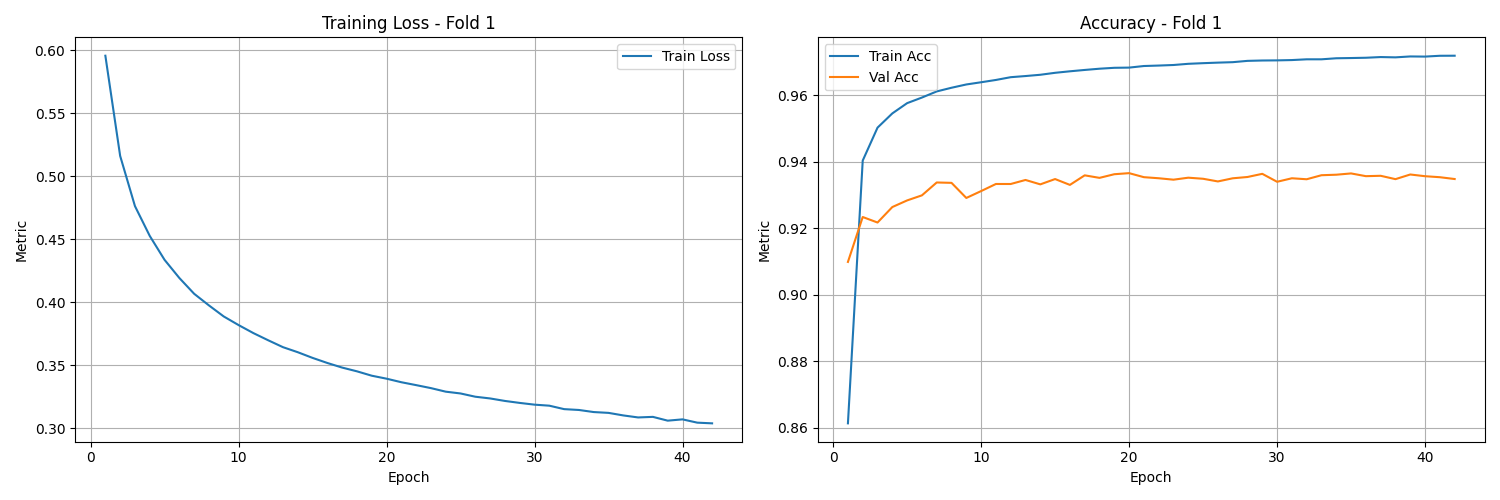 Training Loss - Fold 1
Train Loss
0.60
0.55
0.50
0.45
0.40
0.35
0.30
Metric
0 10 20 30 40
Epoch
Accuracy - Fold 1
Train Acc
Val Acc
0.96
0.94
0.92
0.90
0.88
0.86
Metric
0 10 20 30 40
Epoch